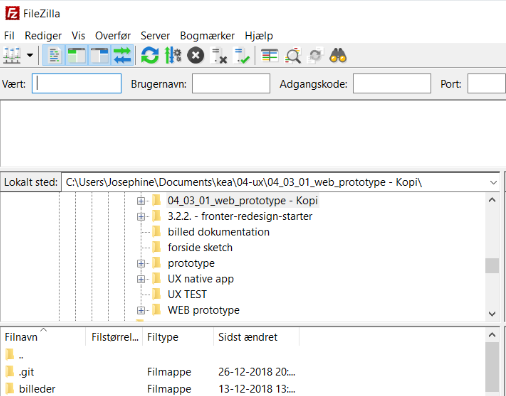 FileZilla
Fil Rediger Vis Overfør Server Bogmærker Hjælp
Vært: Brugernavn: Adgangskode: Port:
Lokalt sted: C:\Users\Josephine\Documents\kea\04-ux\04_03_01_web_prototype - Kopi\
04_03_01_web_prototype - Kopi
3.2.2. - fronter-redesign-starter
billed dokumentation
forside sketch
prototype
UX native app
UX TEST
WEB prototype
Filnavn Filstørrel... Filtype Sidst ændret
..
.git Filmappe 26-12-2018 20:...
billeder Filmappe 13-12-2018 13:...